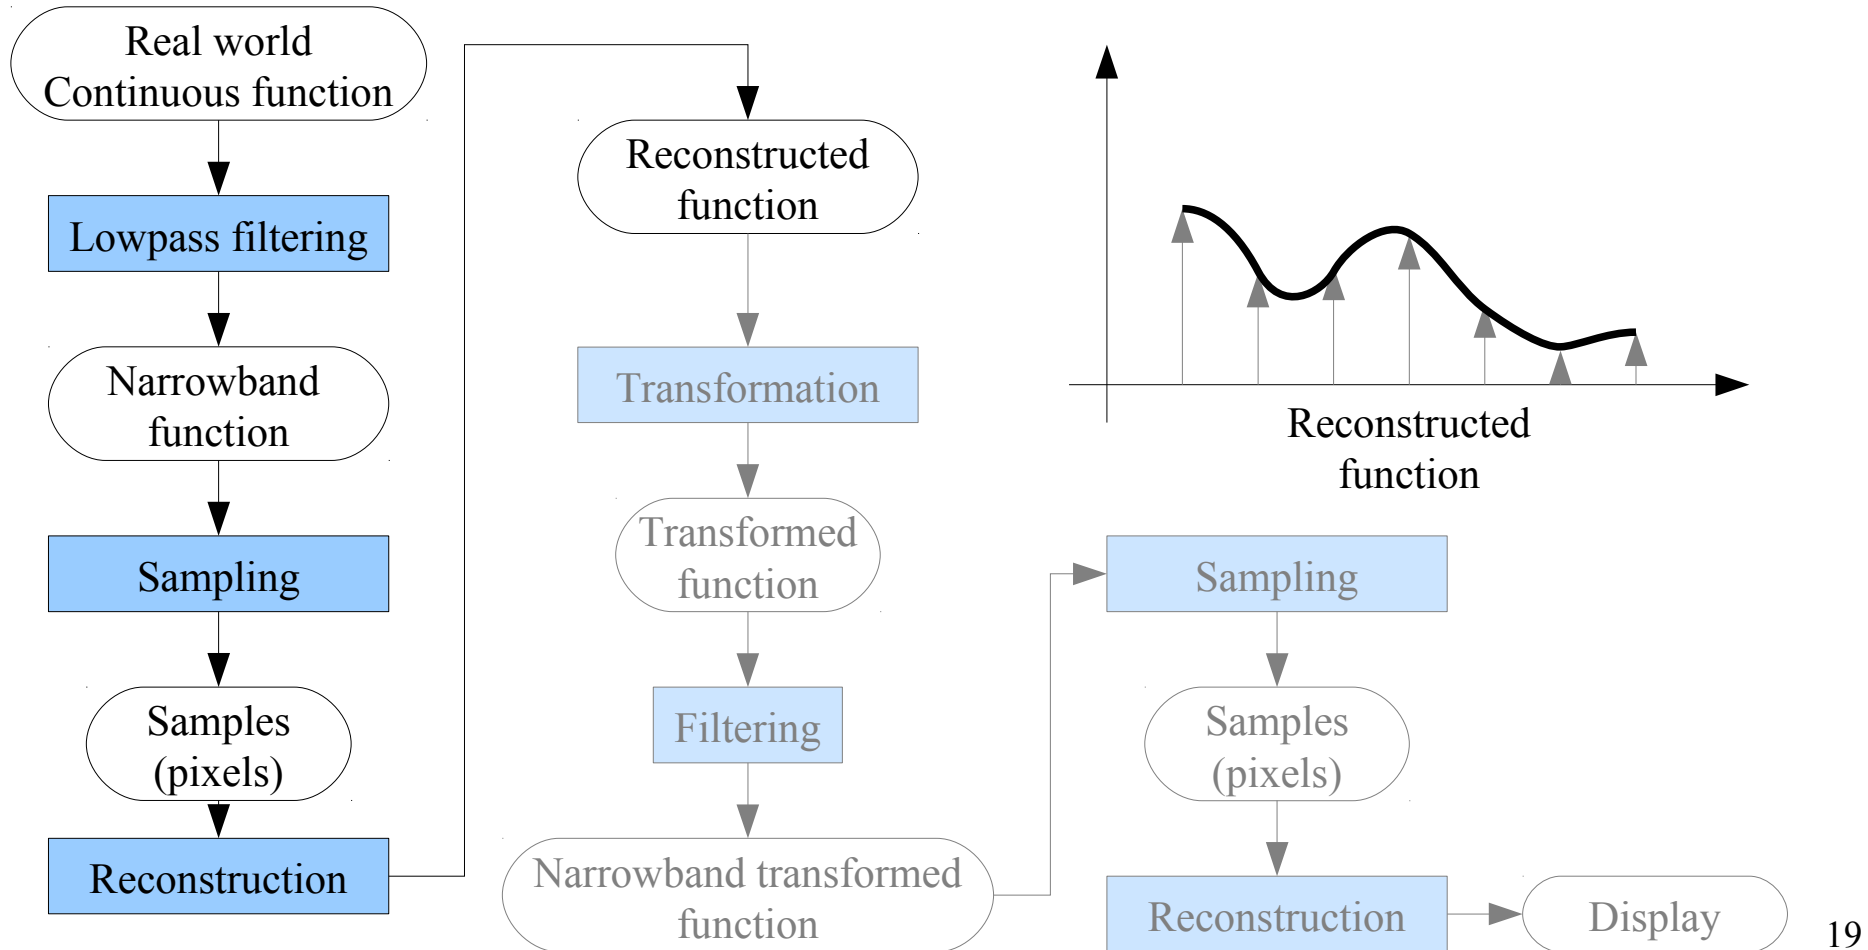 Real world
Continuous function
Lowpass filtering
Narrowband
function
Sampling
Samples
(pixels)
Reconstruction
Reconstructed
function
Transformation
Transformed
function
Filtering
Narrowband transformed
function
Reconstructed
function
Sampling
Samples
(pixels)
Reconstruction
Display
19